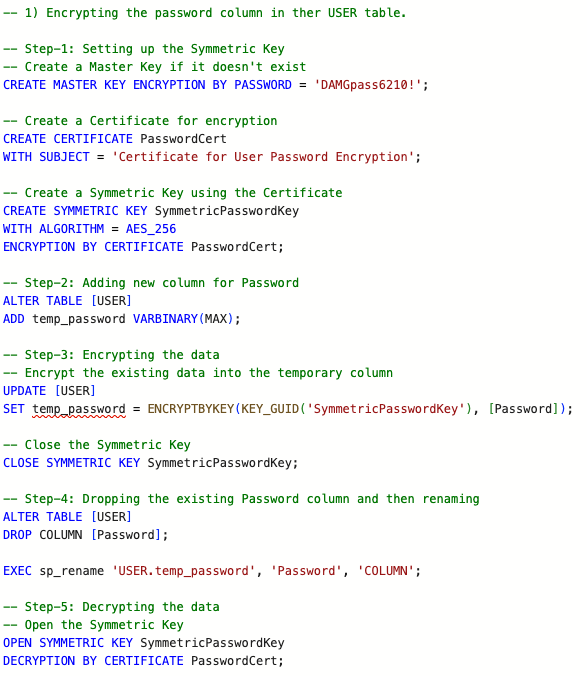 -- 1) Encrypting the password column in ther USER table.
-- Step-1: Setting up the Symmetric Key
-- Create a Master Key if it doesn't exist
CREATE MASTER KEY ENCRYPTION BY PASSWORD = 'DAMGpass6210!';
-- Create a Certificate for encryption
CREATE CERTIFICATE PasswordCert
WITH SUBJECT = 'Certificate for User Password Encryption';
-- Create a Symmetric Key using the Certificate
CREATE SYMMETRIC KEY SymmetricPasswordKey
WITH ALGORITHM = AES_256
ENCRYPTION BY CERTIFICATE PasswordCert;
-- Step-2: Adding new column for Password
ALTER TABLE [USER]
ADD temp_password VARBINARY(MAX);
-- Step-3: Encrypting the data
-- Encrypt the existing data into the temporary column
UPDATE [USER]
SET temp_password = ENCRYPTBYKEY(KEY_GUID('SymmetricPasswordKey'), [Password]);
-- Close the Symmetric Key
CLOSE SYMMETRIC KEY SymmetricPasswordKey;
-- Step-4: Dropping the existing Password column and then renaming
ALTER TABLE [USER]
DROP COLUMN [Password];
EXEC sp_rename 'USER.temp_password', 'Password', 'COLUMN';
-- Step-5: Decrypting the data
-- Open the Symmetric Key
OPEN SYMMETRIC KEY SymmetricPasswordKey
DECRYPTION BY CERTIFICATE PasswordCert;